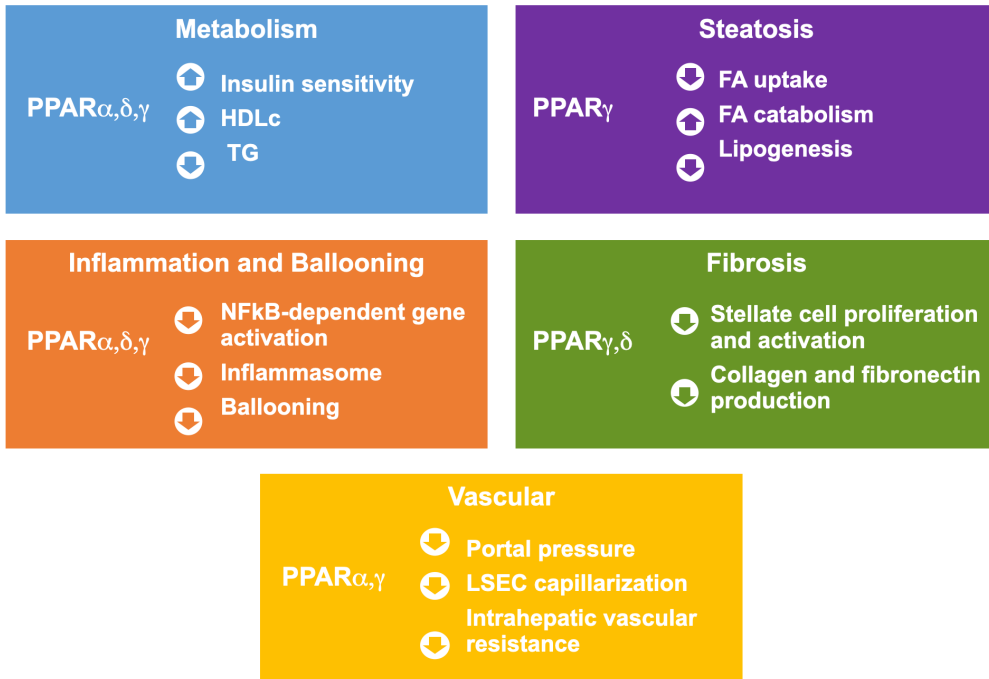 Metabolism
PPARα,δ,γ
Insulin sensitivity
HDLc
TG
Steatosis
PPARγ
FA uptake
FA catabolism
Lipogenesis
Inflammation and Ballooning
PPARα,δ,γ
NFkB-dependent gene
activation
Inflammasome
Ballooning
Fibrosis
PPARγ,δ
Stellate cell proliferation
and activation
Collagen and fibronectin
production
Vascular
PPARα,γ
Portal pressure
LSEC capillarization
Intrahepatic vascular
resistance